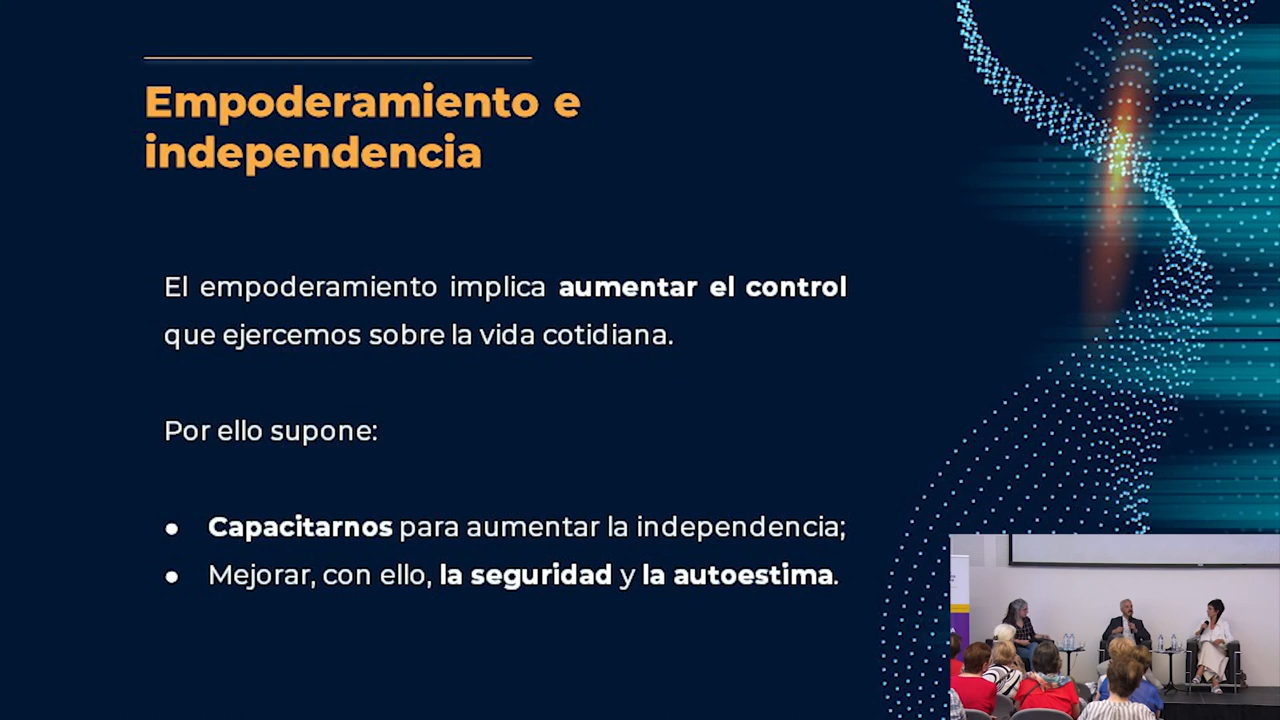 Empoderamiento e
independencia
El empoderamiento implica aumentar el control
que ejercemos sobre la vida cotidiana.
Por ello supone:
● Capacitarnos para aumentar la independencia;
● Mejorar, con ello, la seguridad y la autoestima.